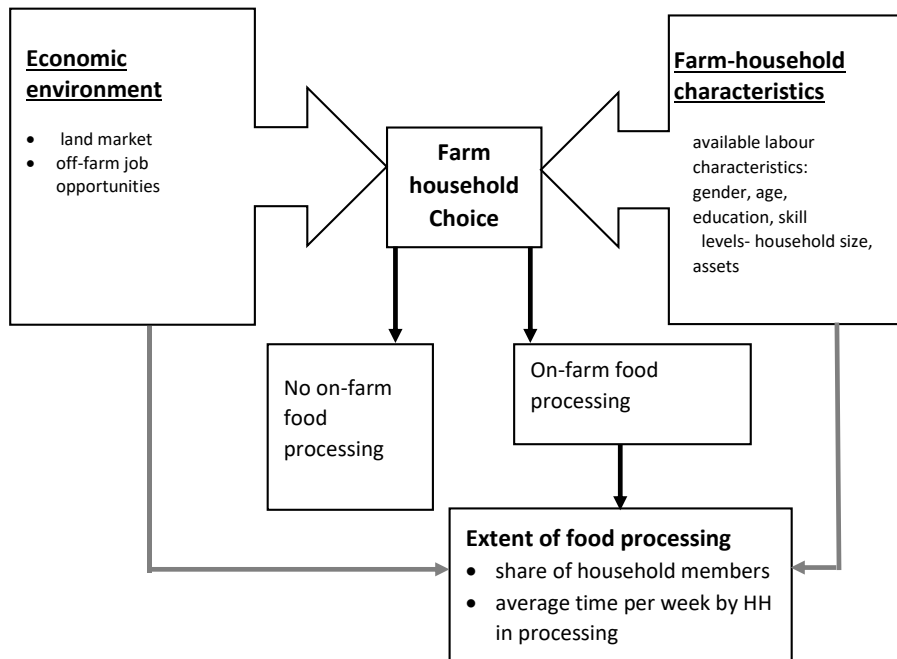 Economic
environment
• land market
• off-farm job
opportunities
Farm
household
Choice
Farm-household
characteristics
available labour
characteristics:
gender, age,
education, skill
levels- household size,
assets
No on-farm
food
processing
On-farm food
processing
Extent of food processing
• share of household members
• average time per week by HH
in processing